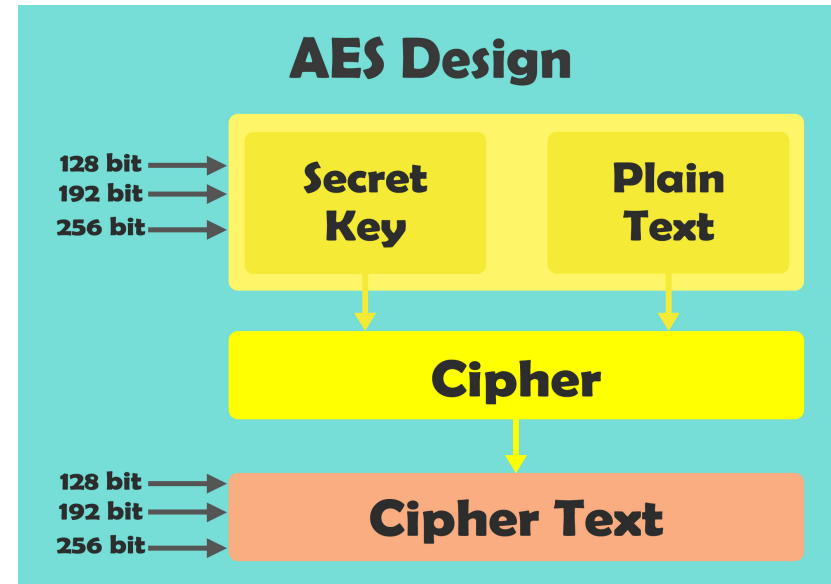 AES Design
128 bit
192 bit
256 bit
Secret
Key
Plain
Text
Cipher
128 bit
192 bit
256 bit
Cipher Text